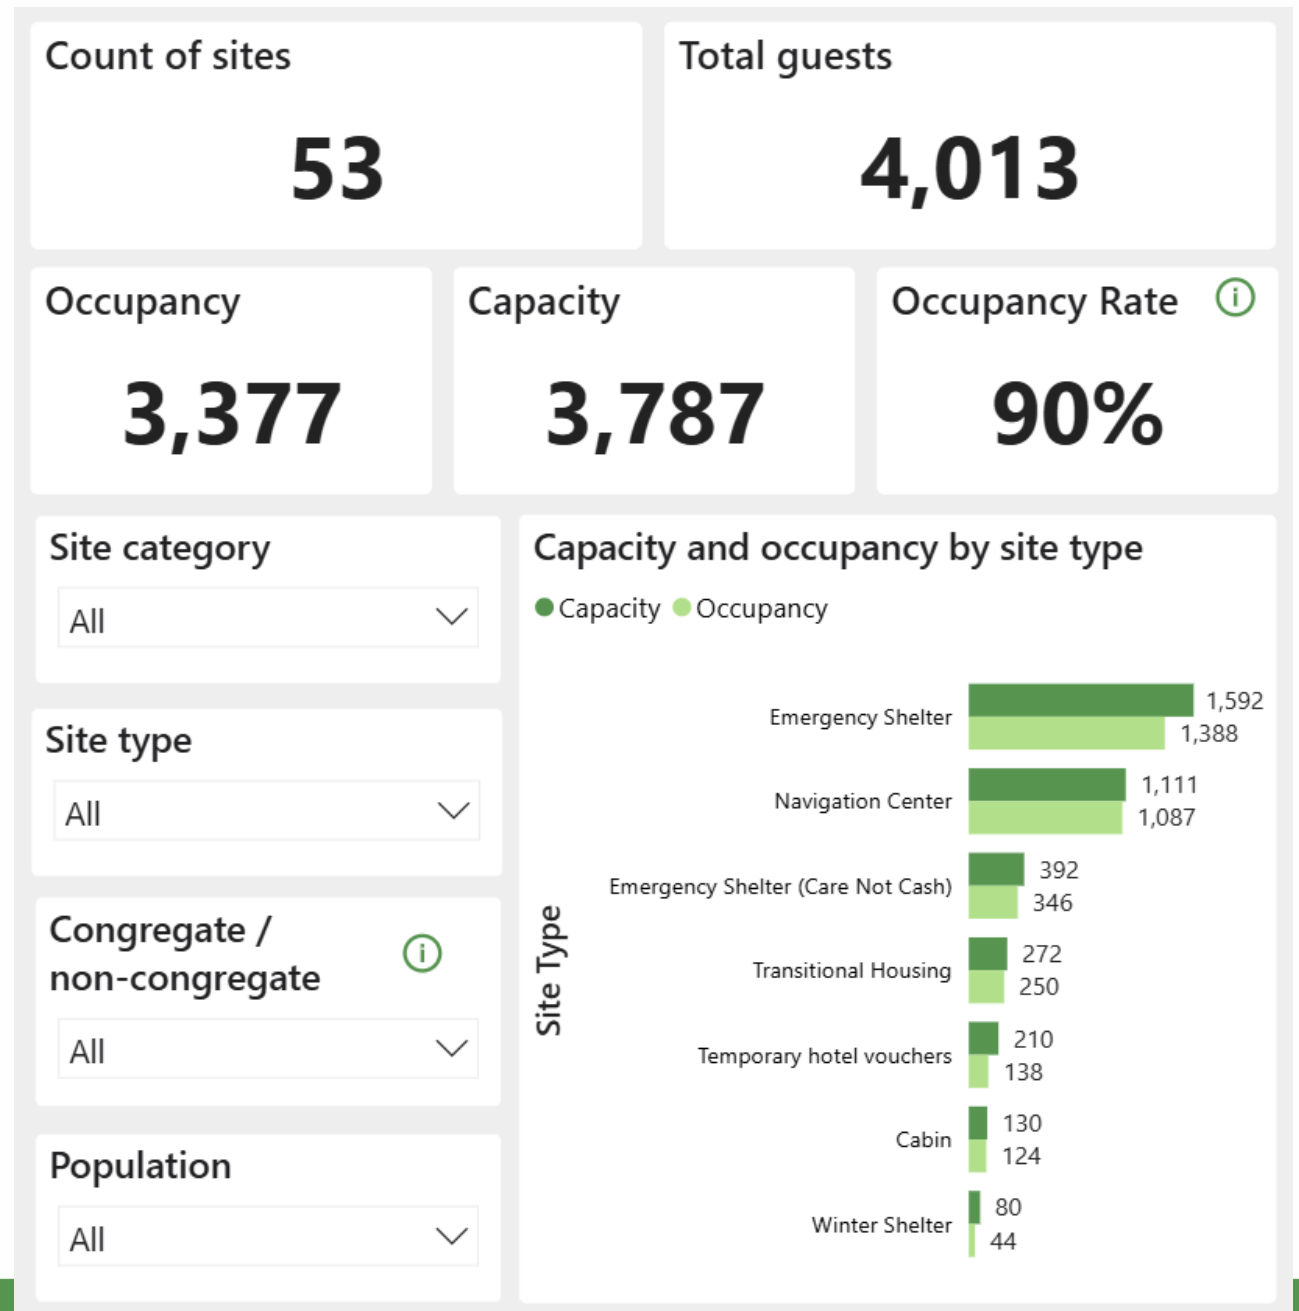 Count of sites
53
Total guests
4,013
Occupancy
3,377
Capacity
3,787
Occupancy Rate
90%
Site category
All
Site type
All
Congregate /
non-congregate
All
Population
All
Capacity and occupancy by site type
Capacity Occupancy
Site Type
Emergency Shelter
1,592
1,388
Navigation Center
1,111
1,087
Emergency Shelter (Care Not Cash)
392
346
Transitional Housing
272
250
Temporary hotel vouchers
210
138
Cabin
130
124
Winter Shelter
80
44